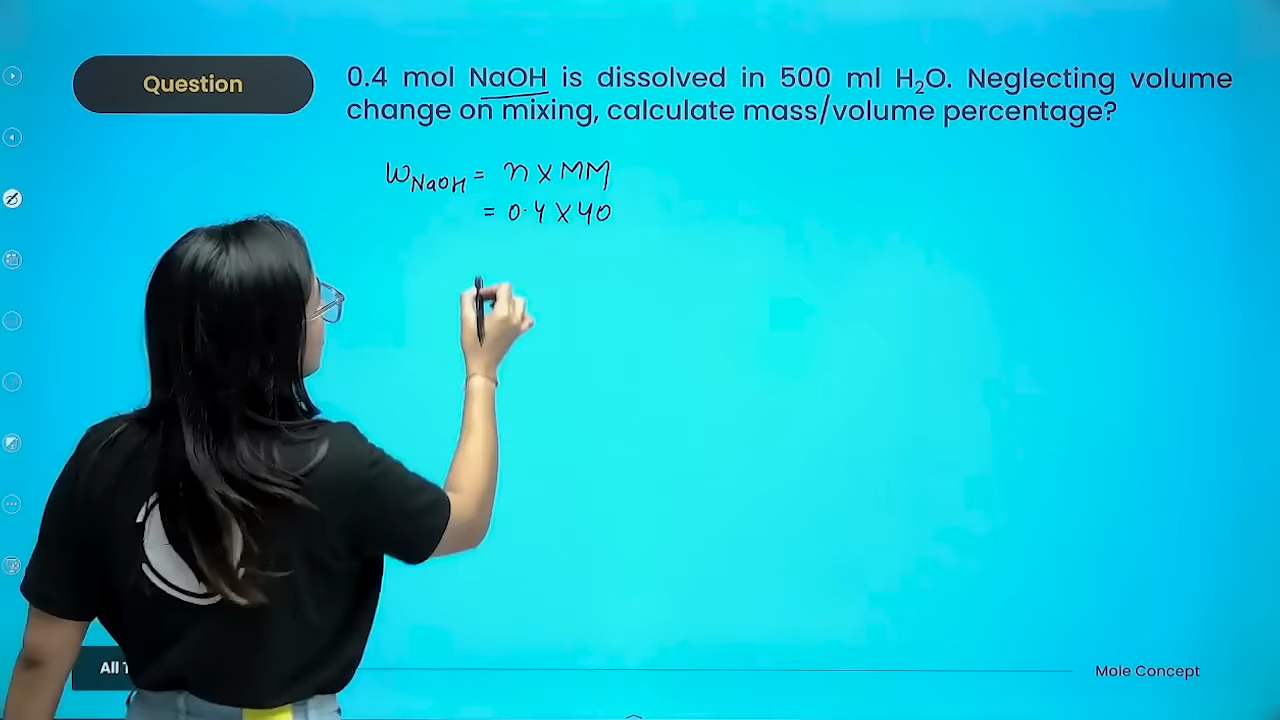 Question
0.4 mol NaOH is dissolved in 500 ml H₂O. Neglecting volume
change on mixing, calculate mass/volume percentage?
W_NaOH = n × MM
= 0.4 × 40
All
Mole Concept